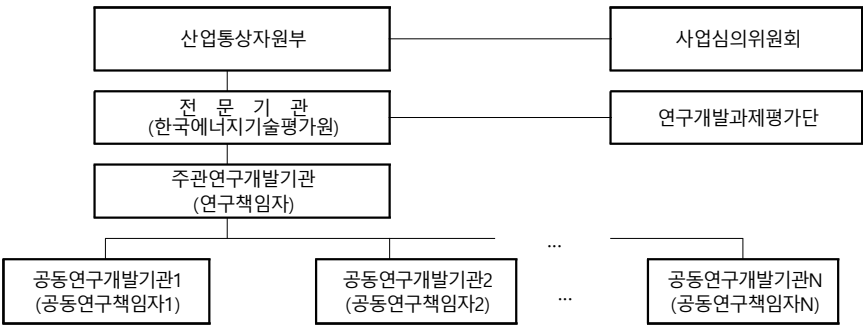 산업통상자원부
사업심의위원회
전 문 기 관
(한국에너지기술평가원)
연구개발과제평가단
주관연구개발기관
(연구책임자)
...
공동연구개발기관1
(공동연구책임자1)
공동연구개발기관2
(공동연구책임자2)
...
공동연구개발기관N
(공동연구책임자N)